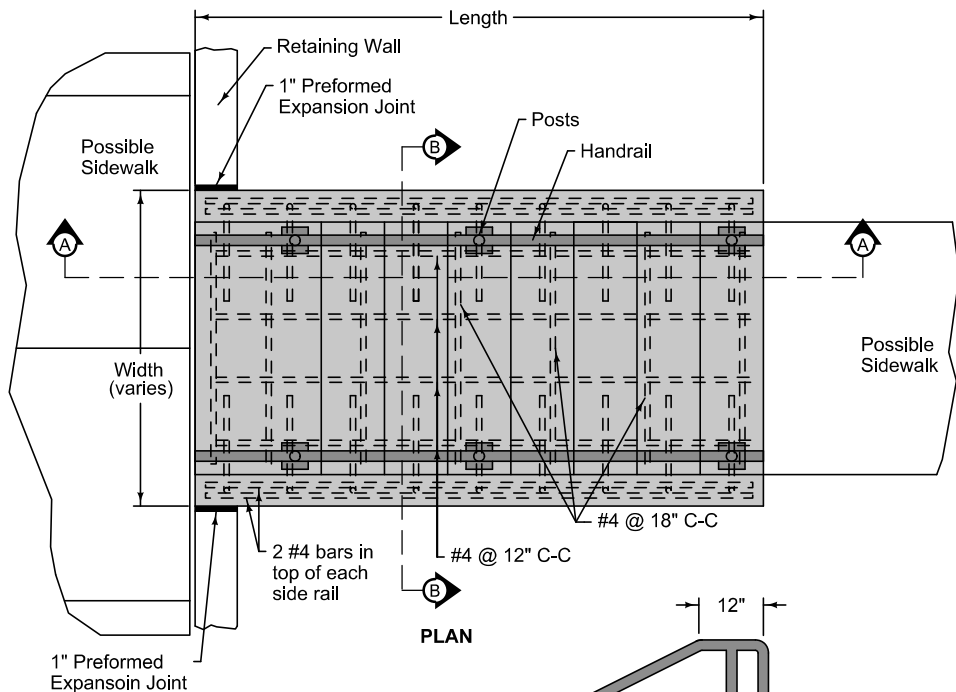 Length
Retaining Wall
1" Preformed
Expansion Joint
Posts
Handrail
Possible
Sidewalk
B
A
A
Width
(varies)
Possible
Sidewalk
#4 @ 18" C-C
#4 @ 12" C-C
2 #4 bars in
top of each
side rail
B
PLAN
12"
1" Preformed
Expansoin Joint